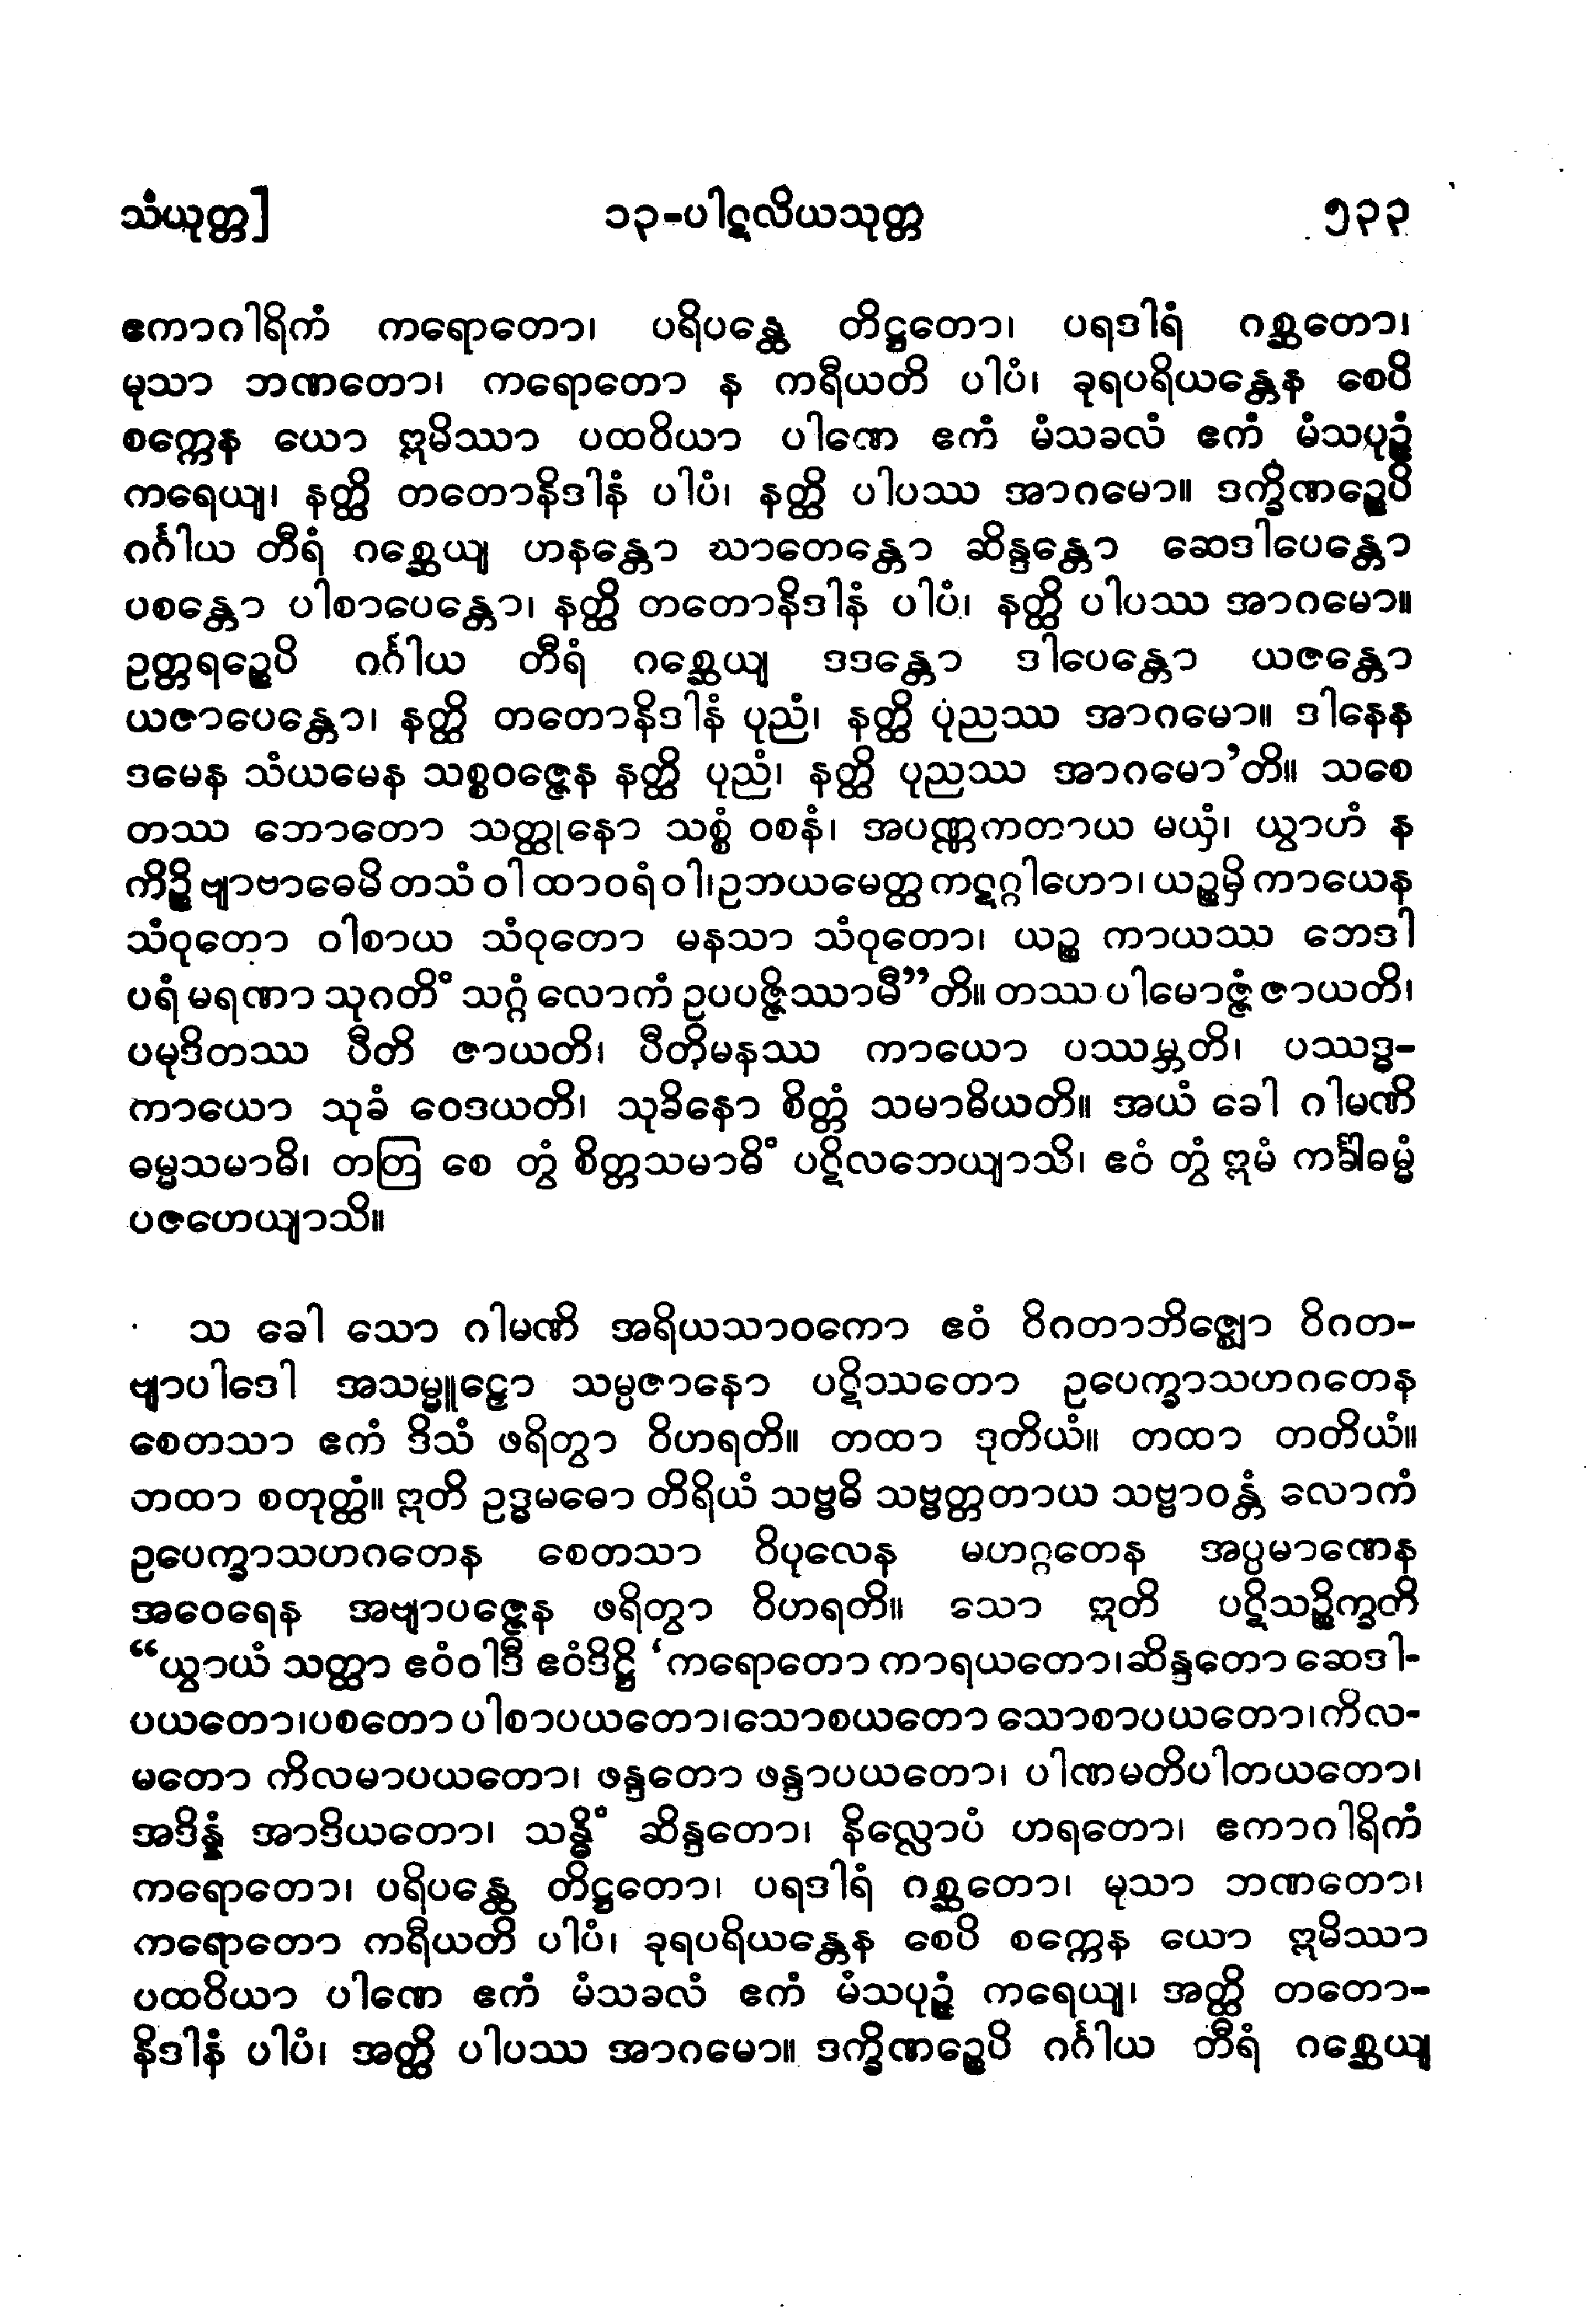 သံယုတ္တ]
၁၃-ပါဋလိယသုတ္တ
၅၃၃
ဧကာဂါရိကံ ကရောတော၊ ပရိပန္ထေ တိဋ္ဌတော၊ ပရဒါရံ ဂစ္ဆတော၊
မုသာ ဘဏတော၊ ကရောတော န ကရီယတိ ပါပံ၊ ခုရပရိယန္တေန စေပိ
စက္ကေန ယော ဣမိဿာ ပထဝိယာ ပါဏေ ဧကံ မံသခလံ ဧကံ မံသပုဉ္ဇံ
ကရေယျ၊ နတ္ထိ တတောနိဒါနံ ပါပံ၊ နတ္ထိ ပါပဿ အာဂမော။ ဒက္ခိဏဉ္စေပိ
ဂင်္ဂါယ တီရံ ဂစ္ဆေယျ ဟနန္တော ဃာတေန္တော ဆိန္ဒန္တော ဆေဒါပေန္တော
ပစန္တော ပါစာပေန္တော၊ နတ္ထိ တတောနိဒါနံ ပါပံ၊ နတ္ထိ ပါပဿ အာဂမော။
ဥတ္တရဉ္စေပိ ဂင်္ဂါယ တီရံ ဂစ္ဆေယျ ဒဒန္တော ဒါပေန္တော ယဇန္တော
ယဇာပေန္တော၊ နတ္ထိ တတောနိဒါနံ ပုညံ၊ နတ္ထိ ပုညဿ အာဂမော။ ဒါနေန
ဒမေန သံယမေန သစ္စဝဇ္ဇေန နတ္ထိ ပုညံ၊ နတ္ထိ ပုညဿ အာဂမော’တိ။ သစေ
တဿ ဘောတော သတ္ထုနော သစ္စံ ဝစနံ၊ အပဏ္ဏကတာယ မယှံ၊ ယွာဟံ န
ကိဉ္စိ ဗျာဗာဓေမိ တသံ ဝါ ထာဝရံ ဝါ၊ ဥဘယမေတ္ထ ကဋဂ္ဂါဟော၊ ယဉ္စမှိ ကာယေန
သံဝုတော ဝါစာယ သံဝုတော မနသာ သံဝုတော၊ ယဉ္စ ကာယဿ ဘေဒါ
ပရံ မရဏာ သုဂတိံ သဂ္ဂံ လောကံ ဥပပဇ္ဇိဿာမီ”တိ။ တဿ ပါမောဇ္ဇံ ဇာယတိ၊
ပမုဒိတဿ ပီတိ ဇာယတိ၊ ပီတိမနဿ ကာယော ပဿမ္ဘတိ၊ ပဿဒ္ဓ-
ကာယော သုခံ ဝေဒယတိ၊ သုခိနော စိတ္တံ သမာဓိယတိ။ အယံ ခေါ ဂါမဏိ
ဓမ္မသမာဓိ၊ တတြ စေ တွံ စိတ္တသမာဓိံ ပဋိလဘေယျာသိ၊ ဧဝံ တွံ ဣမံ ကင်္ခါဓမ္မံ
ပဇဟေယျာသိ။
သ ခေါ သော ဂါမဏိ အရိယသာဝကော ဧဝံ ဝိဂတာဘိဇ္ဈော ဝိဂတ-
ဗျာပါဒေါ အသမ္မူဠှော သမ္ပဇာနော ပဋိဿတော ဥပေက္ခာသဟဂတေန
စေတသာ ဧကံ ဒိသံ ဖရိတွာ ဝိဟရတိ။ တထာ ဒုတိယံ။ တထာ တတိယံ။
တထာ စတုတ္ထံ။ ဣတိ ဥဒ္ဓမဓော တိရိယံ သဗ္ဗဓိ သဗ္ဗတ္တတာယ သဗ္ဗာဝန္တံ လောကံ
ဥပေက္ခာသဟဂတေန စေတသာ ဝိပုလေန မဟဂ္ဂတေန အပ္ပမာဏေန
အဝေရေန အဗျာပဇ္ဇေန ဖရိတွာ ဝိဟရတိ။ သော ဣတိ ပဋိသဉ္စိက္ခတိ
“ယွာယံ သတ္ထာ ဧဝံဝါဒီ ဧဝံဒိဋ္ဌိ ‘ကရောတော ကာရယတော၊ ဆိန္ဒတော ဆေဒါ-
ပယတော၊ ပစတော ပါစာပယတော၊ သောစယတော သောစာပယတော၊ ကိလ-
မတော ကိလမာပယတော၊ ဖန္ဒတော ဖန္ဒာပယတော၊ ပါဏမတိပါတယတော၊
အဒိန္နံ အာဒိယတော၊ သန္ဓိံ ဆိန္ဒတော၊ နိလ္လောပံ ဟရတော၊ ဧကာဂါရိကံ
ကရောတော၊ ပရိပန္ထေ တိဋ္ဌတော၊ ပရဒါရံ ဂစ္ဆတော၊ မုသာ ဘဏတော၊
ကရောတော ကရီယတိ ပါပံ၊ ခုရပရိယန္တေန စေပိ စက္ကေန ယော ဣမိဿာ
ပထဝိယာ ပါဏေ ဧကံ မံသခလံ ဧကံ မံသပုဉ္ဇံ ကရေယျ၊ အတ္ထိ တတော-
နိဒါနံ ပါပံ၊ အတ္ထိ ပါပဿ အာဂမော။ ဒက္ခိဏဉ္စေပိ ဂင်္ဂါယ တီရံ ဂစ္ဆေယျ